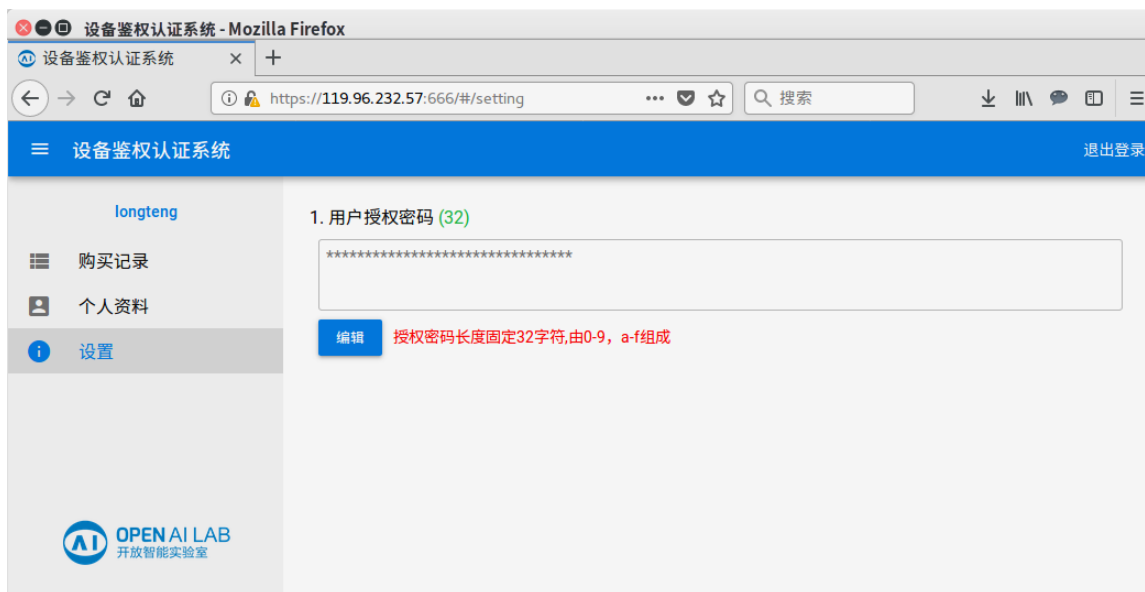 设备鉴权认证系统 - Mozilla Firefox
设备鉴权认证系统
https://119.96.232.57:666/#/setting
搜索
设备鉴权认证系统
退出登录
longteng
购买记录
个人资料
设置
1. 用户授权密码 (32)
********************************
编辑
授权密码长度固定32字符,由0-9，a-f组成
OPEN AI LAB
开放智能实验室